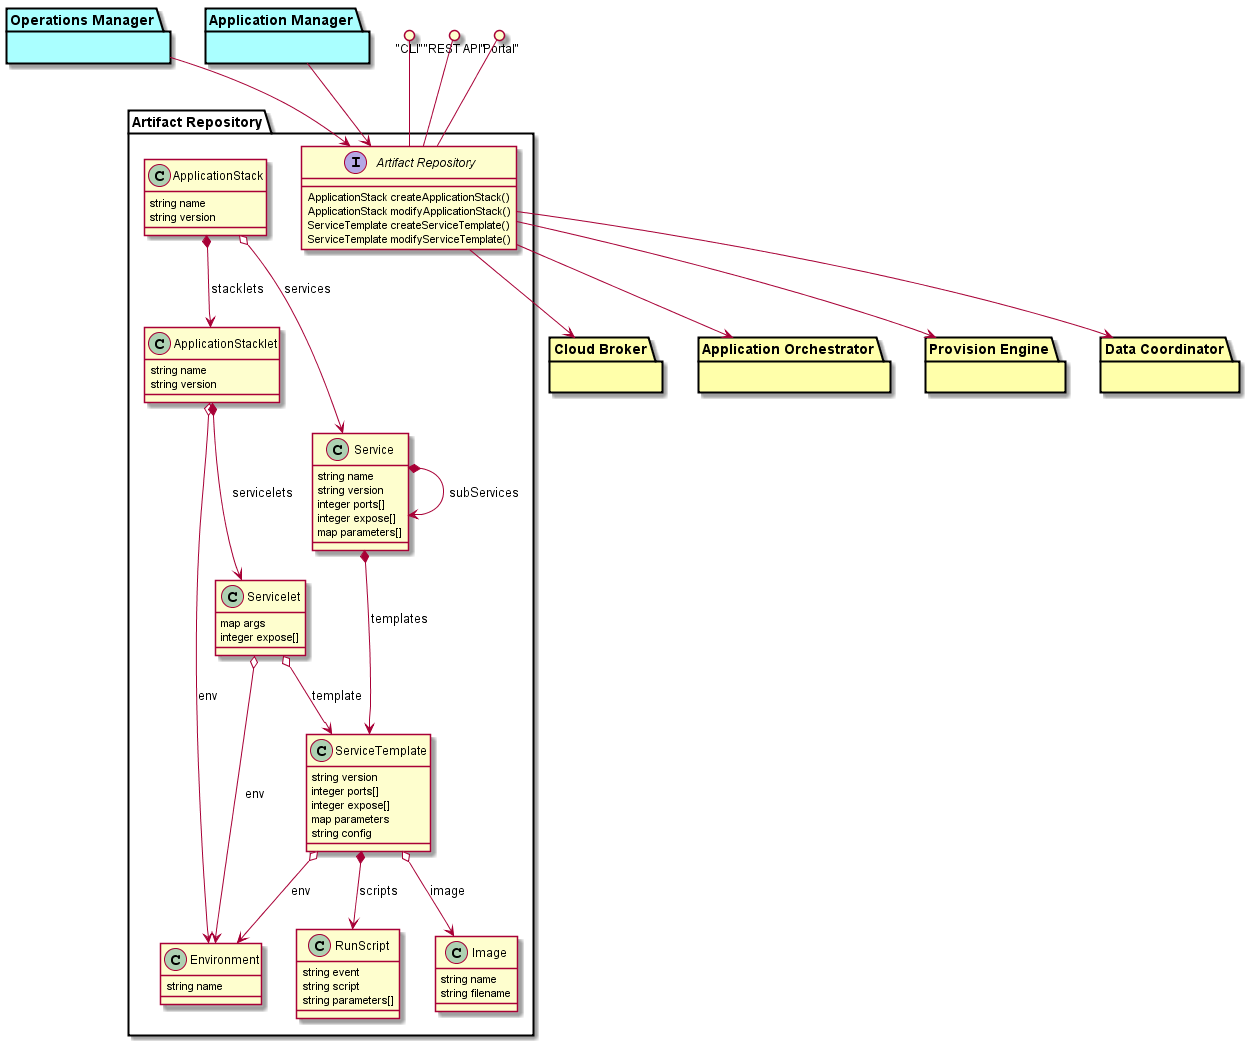 Operations Manager
Application Manager
"CLI"
"REST API"
"Portal"
Artifact Repository
Artifact Repository
ApplicationStack createApplicationStack()
ApplicationStack modifyApplicationStack()
ServiceTemplate createServiceTemplate()
ServiceTemplate modifyServiceTemplate()
ApplicationStack
string name
string version
stacklets
services
ApplicationStacklet
string name
string version
Cloud Broker
Application Orchestrator
Provision Engine
Data Coordinator
Service
string name
string version
integer ports[]
integer expose[]
map parameters[]
subServices
servicelets
Servicelet
map args
integer expose[]
templates
env
template
ServiceTemplate
string version
integer ports[]
integer expose[]
map parameters
string config
env
env
scripts
image
Environment
string name
RunScript
string event
string script
string parameters[]
Image
string name
string filename